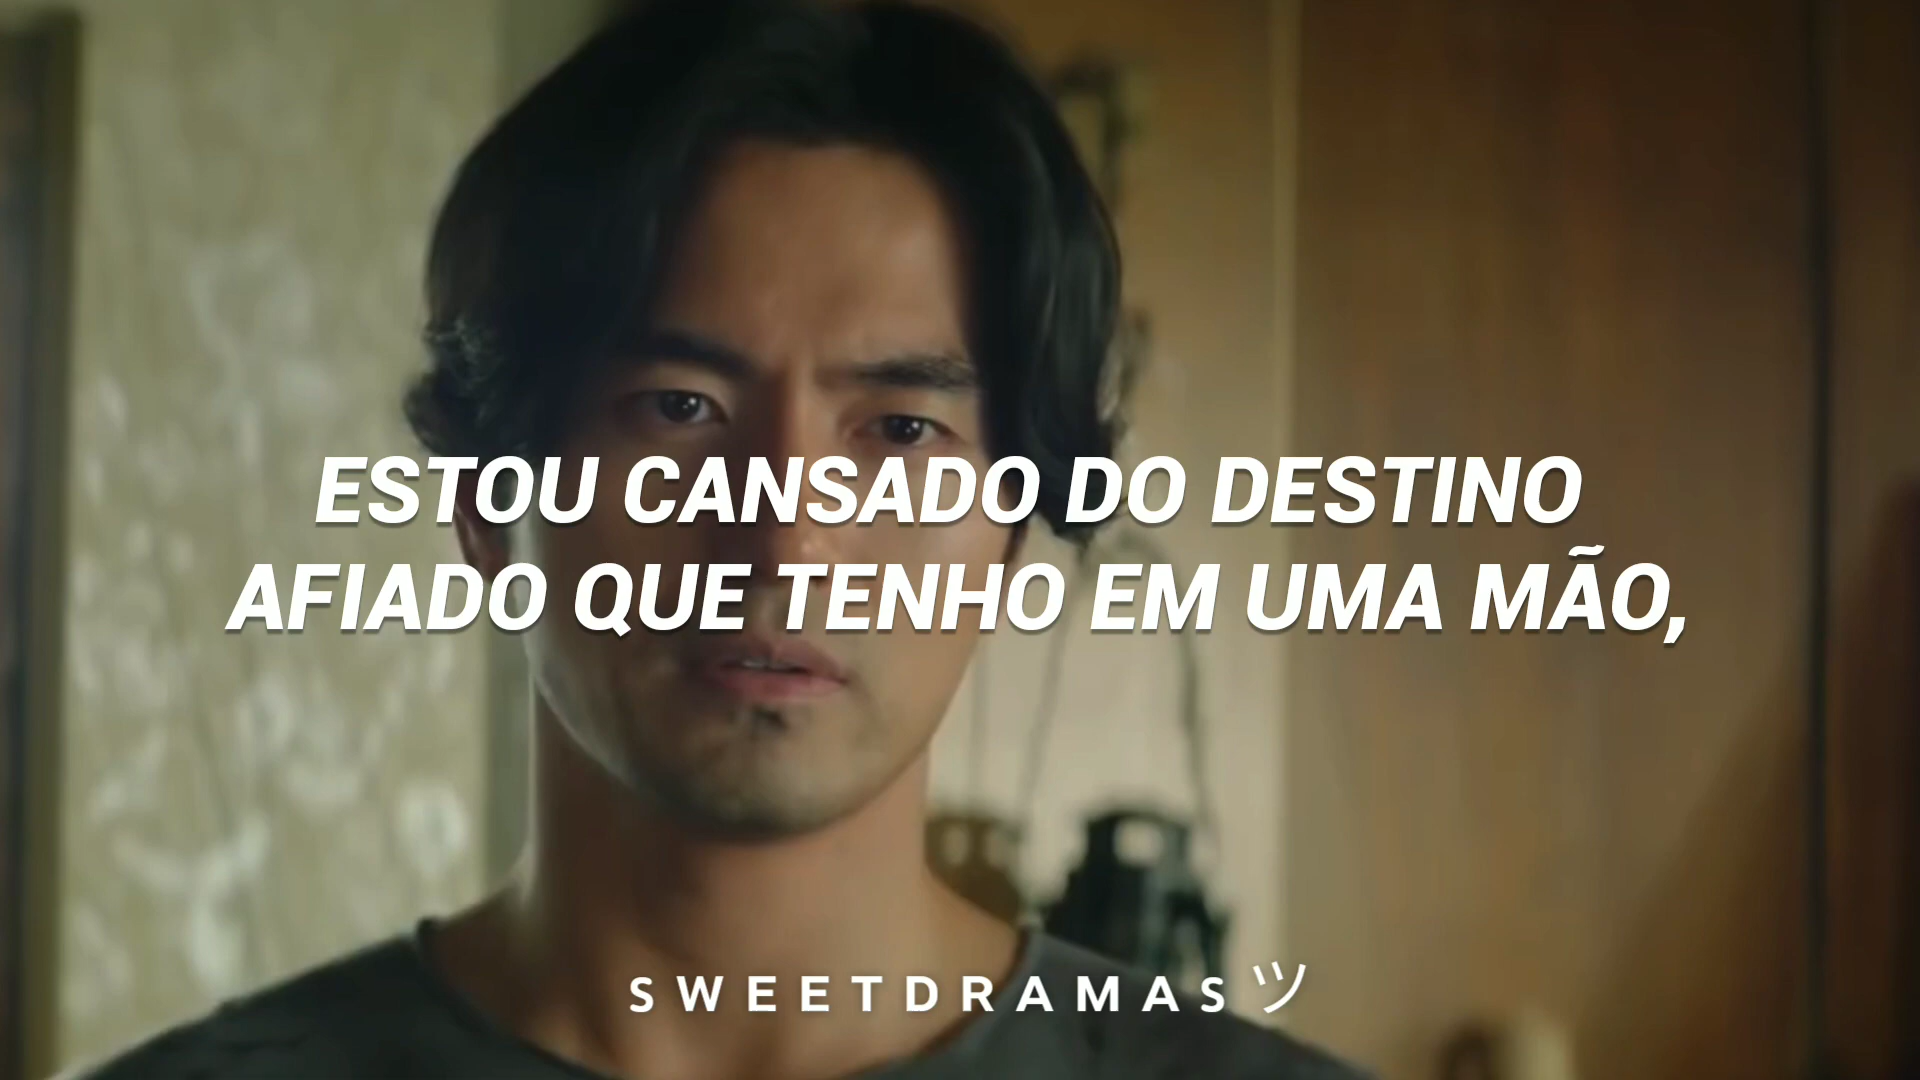 ESTOU CANSADO DO DESTINO
AFIADO QUE TENHO EM UMA MÃO,
SWEETDRAMASツ